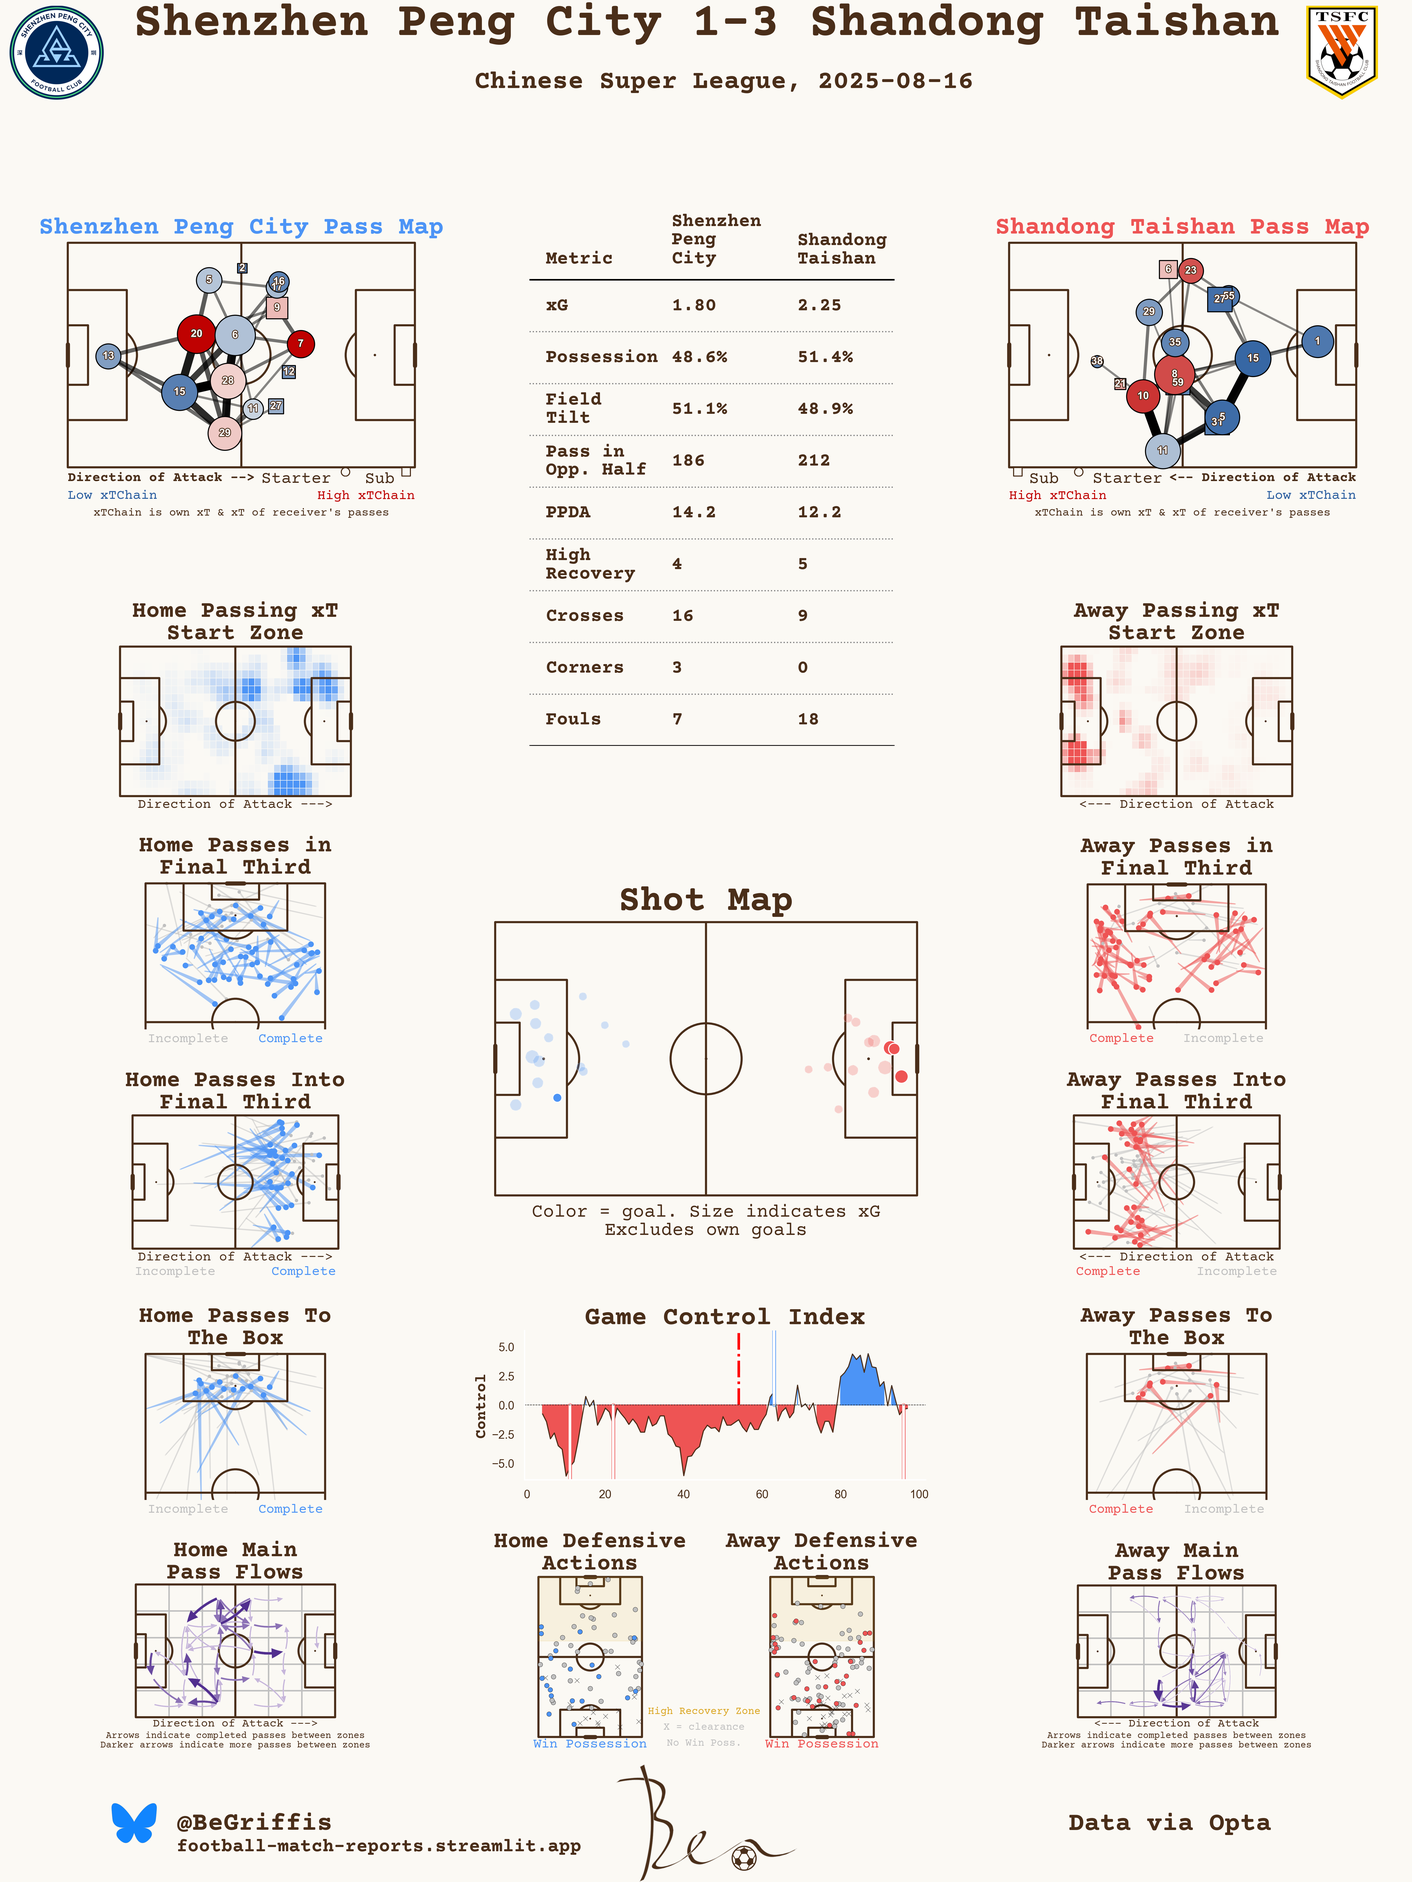 Shenzhen Peng City 1-3 Shandong Taishan
Chinese Super League, 2025-08-16
SHENZHEN PENG CITY
FOOTBALL CLUB
TSFC
Shenzhen Peng City Pass Map
5
2
16
9
20
6
7
13
28
12
15
11
27
29
Direction of Attack --> Starter Sub
Low xTChain High xTChain
xTChain is own xT & xT of receiver's passes
Metric Shenzhen Peng City Shandong Taishan
xG 1.80 2.25
Possession 48.6% 51.4%
Field Tilt 51.1% 48.9%
Pass in Opp. Half 186 212
PPDA 14.2 12.2
High Recovery 4 5
Crosses 16 9
Corners 3 0
Fouls 7 18
Shandong Taishan Pass Map
6
23
27
29
35
1
38
15
8
21
59
10
5
31
11
Sub Starter <-- Direction of Attack
High xTChain Low xTChain
xTChain is own xT & xT of receiver's passes
Home Passing xT
Start Zone
Direction of Attack --->
Away Passing xT
Start Zone
<--- Direction of Attack
Home Passes in
Final Third
Incomplete Complete
Away Passes in
Final Third
Complete Incomplete
Shot Map
Color = goal. Size indicates xG
Excludes own goals
Home Passes Into
Final Third
Direction of Attack --->
Incomplete Complete
Away Passes Into
Final Third
<--- Direction of Attack
Complete Incomplete
Home Passes To
The Box
Incomplete Complete
Game Control Index
Control
5.0
2.5
0.0
−2.5
−5.0
0 20 40 60 80 100
Away Passes To
The Box
Complete Incomplete
Home Main
Pass Flows
Direction of Attack --->
Arrows indicate completed passes between zones
Darker arrows indicate more passes between zones
Home Defensive
Actions
Win Possession
High Recovery Zone
X = clearance
No Win Poss.
Away Defensive
Actions
Win Possession
Away Main
Pass Flows
<--- Direction of Attack
Arrows indicate completed passes between zones
Darker arrows indicate more passes between zones
@BeGriffis
football-match-reports.streamlit.app
Ben
Data via Opta